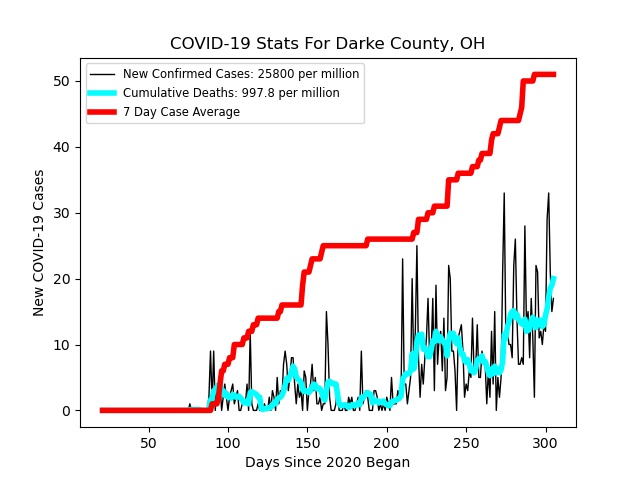 COVID-19 Stats For Darke County, OH
New Confirmed Cases: 25800 per million
Cumulative Deaths: 997.8 per million
7 Day Case Average
New COVID-19 Cases
50
40
30
20
10
0
50 100 150 200 250 300
Days Since 2020 Began